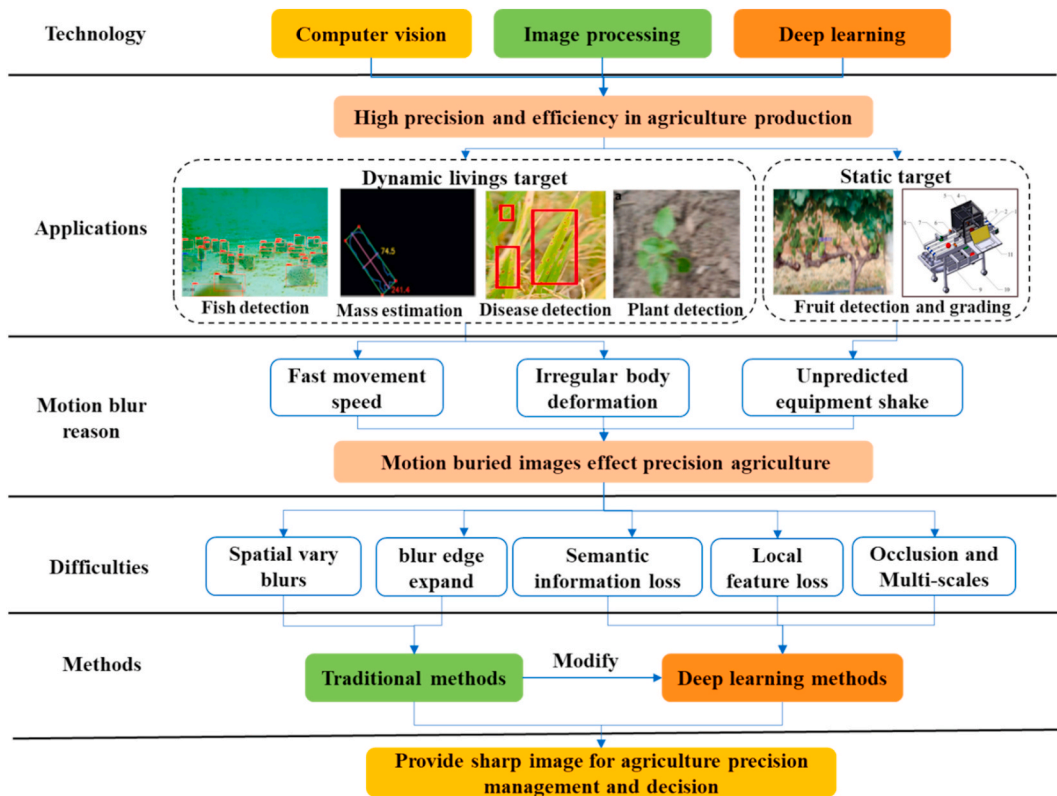 Technology
Computer vision
Image processing
Deep learning
High precision and efficiency in agriculture production
Applications
Dynamic livings target
Static target
74.5
241.4
a
Fish detection
Mass estimation
Disease detection
Plant detection
Fruit detection and grading
Motion blur
reason
Fast movement
speed
Irregular body
deformation
Unpredicted
equipment shake
Motion buried images effect precision agriculture
Difficulties
Spatial vary
blurs
blur edge
expand
Semantic
information loss
Local
feature loss
Occlusion and
Multi-scales
Methods
Traditional methods
Modify
Deep learning methods
Provide sharp image for agriculture precision
management and decision